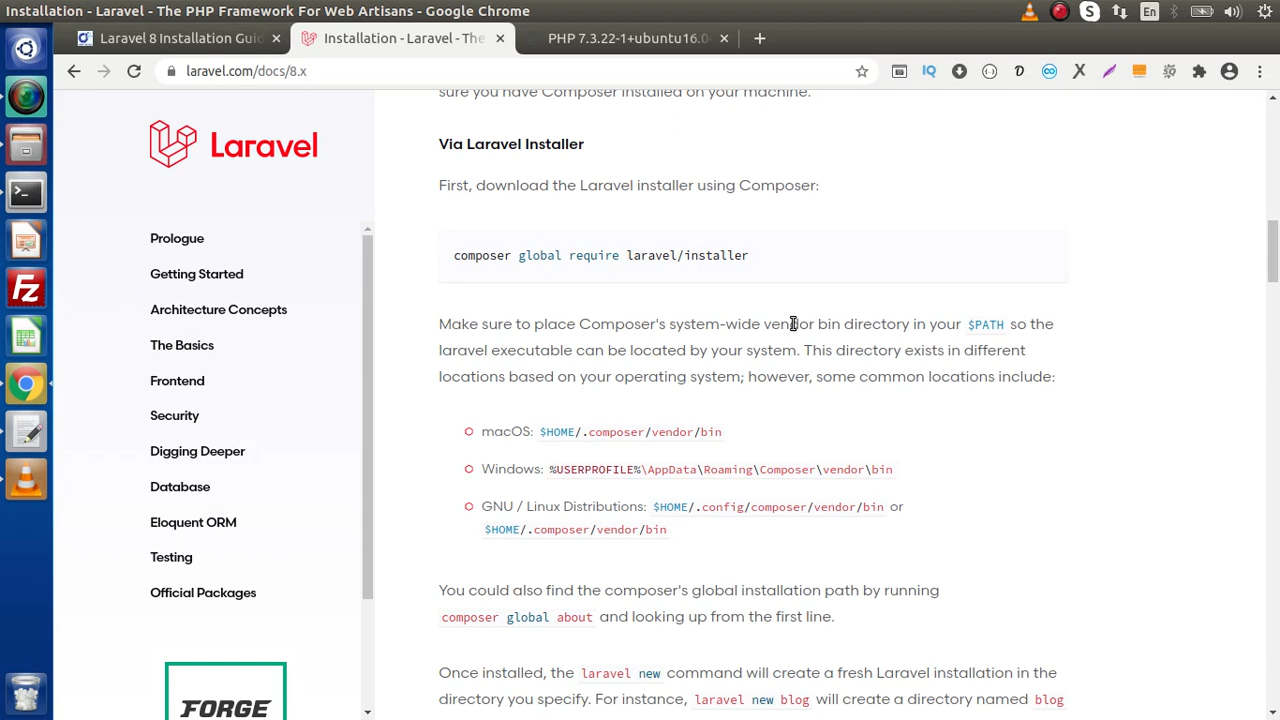 Installation - Laravel - The PHP Framework For Web Artisans - Google Chrome
En
Laravel 8 Installation Guid
Installation - Laravel - The
PHP 7.3.22-1+ubuntu16.0
laravel.com/docs/8.x
IQ
Laravel
Prologue
Getting Started
Architecture Concepts
The Basics
Frontend
Security
Digging Deeper
Database
Eloquent ORM
Testing
Official Packages
FORGE
sure you have Composer installed on your machine.
Via Laravel Installer
First, download the Laravel installer using Composer:
composer global require laravel/installer
Make sure to place Composer's system-wide vendor bin directory in your $PATH so the
laravel executable can be located by your system. This directory exists in different
locations based on your operating system; however, some common locations include:
macOS: $HOME/.composer/vendor/bin
Windows: %USERPROFILE%\AppData\Roaming\Composer\vendor\bin
GNU / Linux Distributions: $HOME/.config/composer/vendor/bin or
$HOME/.composer/vendor/bin
You could also find the composer's global installation path by running
composer global about and looking up from the first line.
Once installed, the laravel new command will create a fresh Laravel installation in the
directory you specify. For instance, laravel new blog will create a directory named blog